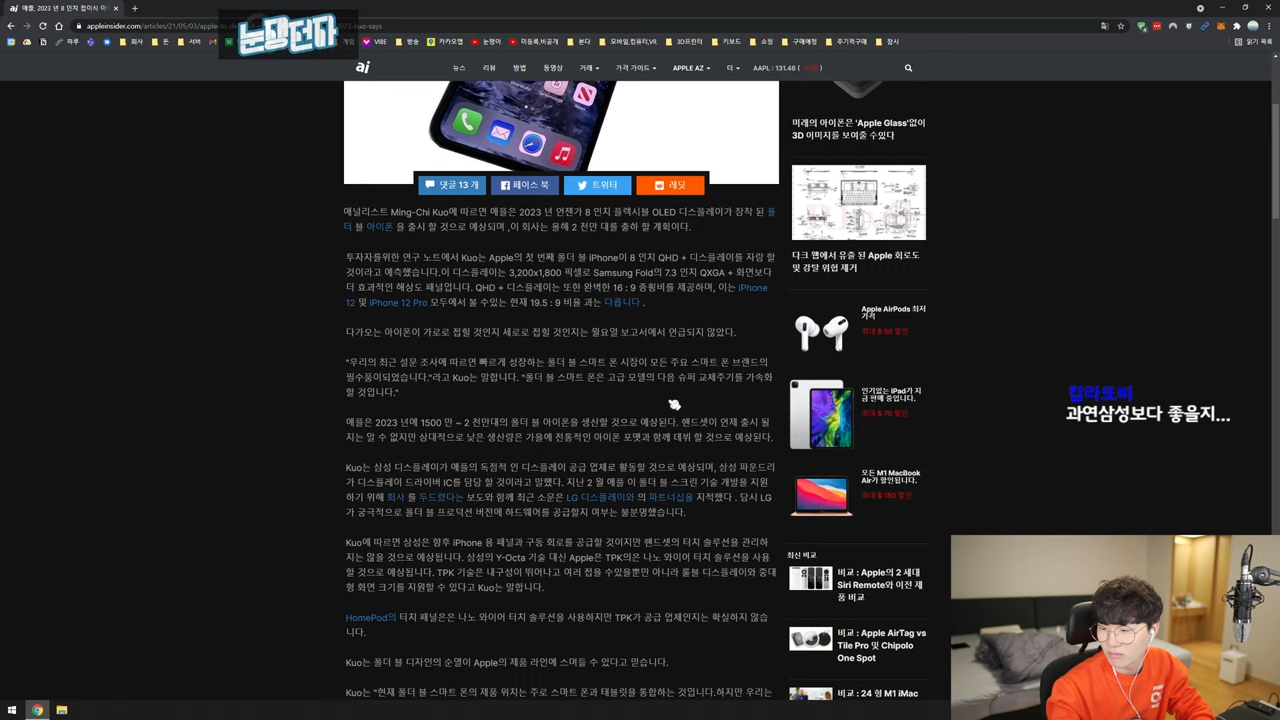 애플, 2023 년 8 인치 접이식 아이
appleinsider.com/articles/21/05/03/apple-to-de
2023-kuo-says
눈쟁면자
하루
회사
돈
서버
게임
VIBE
방송
카카오맵
눈쟁이
미등록,비공개
본다
모바일,컴퓨터,VR
3D프린터
키보드
쇼핑
구매예정
주기적구매
잠시
읽기 목록
ai
뉴스
리뷰
방법
동영상
거래
가격 가이드
APPLE AZ
더
AAPL : 131.46 (
댓글 13 개
페이스 북
트위터
레딧
애널리스트 Ming-Chi Kuo에 따르면 애플은 2023 년 언젠가 8 인치 플렉시블 OLED 디스플레이가 장착 된 폴
더 블 아이폰 을 출시 할 것으로 예상되며 ,이 회사는 올해 2 천만 대를 출하 할 계획이다.
투자자를위한 연구 노트에서 Kuo는 Apple의 첫 번째 폴더 블 iPhone이 8 인치 QHD + 디스플레이를 자랑 할
것이라고 예측했습니다.이 디스플레이는 3,200x1,800 픽셀로 Samsung Fold의 7.3 인치 QXGA + 화면보다
더 효과적인 해상도 패널입니다. QHD + 디스플레이는 또한 완벽한 16 : 9 종횡비를 제공하며, 이는 iPhone
12 및 iPhone 12 Pro 모두에서 볼 수있는 현재 19.5 : 9 비율 과는 다릅니다 .
다가오는 아이폰이 가로로 접힐 것인지 세로로 접힐 것인지는 월요일 보고서에서 언급되지 않았다.
"우리의 최근 설문 조사에 따르면 빠르게 성장하는 폴더 블 스마트 폰 시장이 모든 주요 스마트 폰 브랜드의
필수품이되었습니다."라고 Kuo는 말합니다. "폴더 블 스마트 폰은 고급 모델의 다음 슈퍼 교체주기를 가속화
할 것입니다."
애플은 2023 년에 1500 만 ~ 2 천만대의 폴더 블 아이폰을 생산할 것으로 예상된다. 핸드셋이 언제 출시 될
지는 알 수 없지만 상대적으로 낮은 생산량은 가을에 전통적인 아이폰 포맷과 함께 데뷔 할 것으로 예상된다.
Kuo는 삼성 디스플레이가 애플의 독점적 인 디스플레이 공급 업체로 활동할 것으로 예상되며, 삼성 파운드리
가 디스플레이 드라이버 IC를 담당 할 것이라고 말했다. 지난 2 월 애플 이 폴더 블 스크린 기술 개발을 지원
하기 위해 회사 를 두드렸다는 보도와 함께 최근 소문은 LG 디스플레이와 의 파트너십을 지적했다 . 당시 LG
가 궁극적으로 폴더 블 프로덕션 버전에 하드웨어를 공급할지 여부는 불분명했습니다.
Kuo에 따르면 삼성은 향후 iPhone 용 패널과 구동 회로를 공급할 것이지만 핸드셋의 터치 솔루션을 관리하
지는 않을 것으로 예상됩니다. 삼성의 Y-Octa 기술 대신 Apple은 TPK의은 나노 와이어 터치 솔루션을 사용
할 것으로 예상됩니다. TPK 기술은 내구성이 뛰어나고 여러 접을 수있을뿐만 아니라 롤블 디스플레이와 중대
형 화면 크기를 지원할 수 있다고 Kuo는 말합니다.
HomePod의 터치 패널은은 나노 와이어 터치 솔루션을 사용하지만 TPK가 공급 업체인지는 확실하지 않습
니다.
Kuo는 폴더 블 디자인의 순열이 Apple의 제품 라인에 스며들 수 있다고 믿습니다.
Kuo는 "현재 폴더 블 스마트 폰의 제품 위치는 주로 스마트 폰과 태블릿을 통합하는 것입니다.하지만 우리는
미래의 아이폰은 'Apple Glass'없이
3D 이미지를 보여줄 수있다
다크 웹에서 유출 된 Apple 회로도
및 강탈 위협 제거
Apple AirPods 최저
가격
최대 $ 50 할인
인기있는 iPad가 지
금 판매 중입니다.
최대 $ 70 할인
모든 M1 MacBook
Air가 할인됩니다.
최대 $ 150 할인
최신 비교
비교 : Apple의 2 세대
Siri Remote와 이전 제
품 비교
비교 : Apple AirTag vs
Tile Pro 및 Chipolo
One Spot
비교 : 24 형 M1 iMac
칼라또비
과연삼성보다 좋을지...